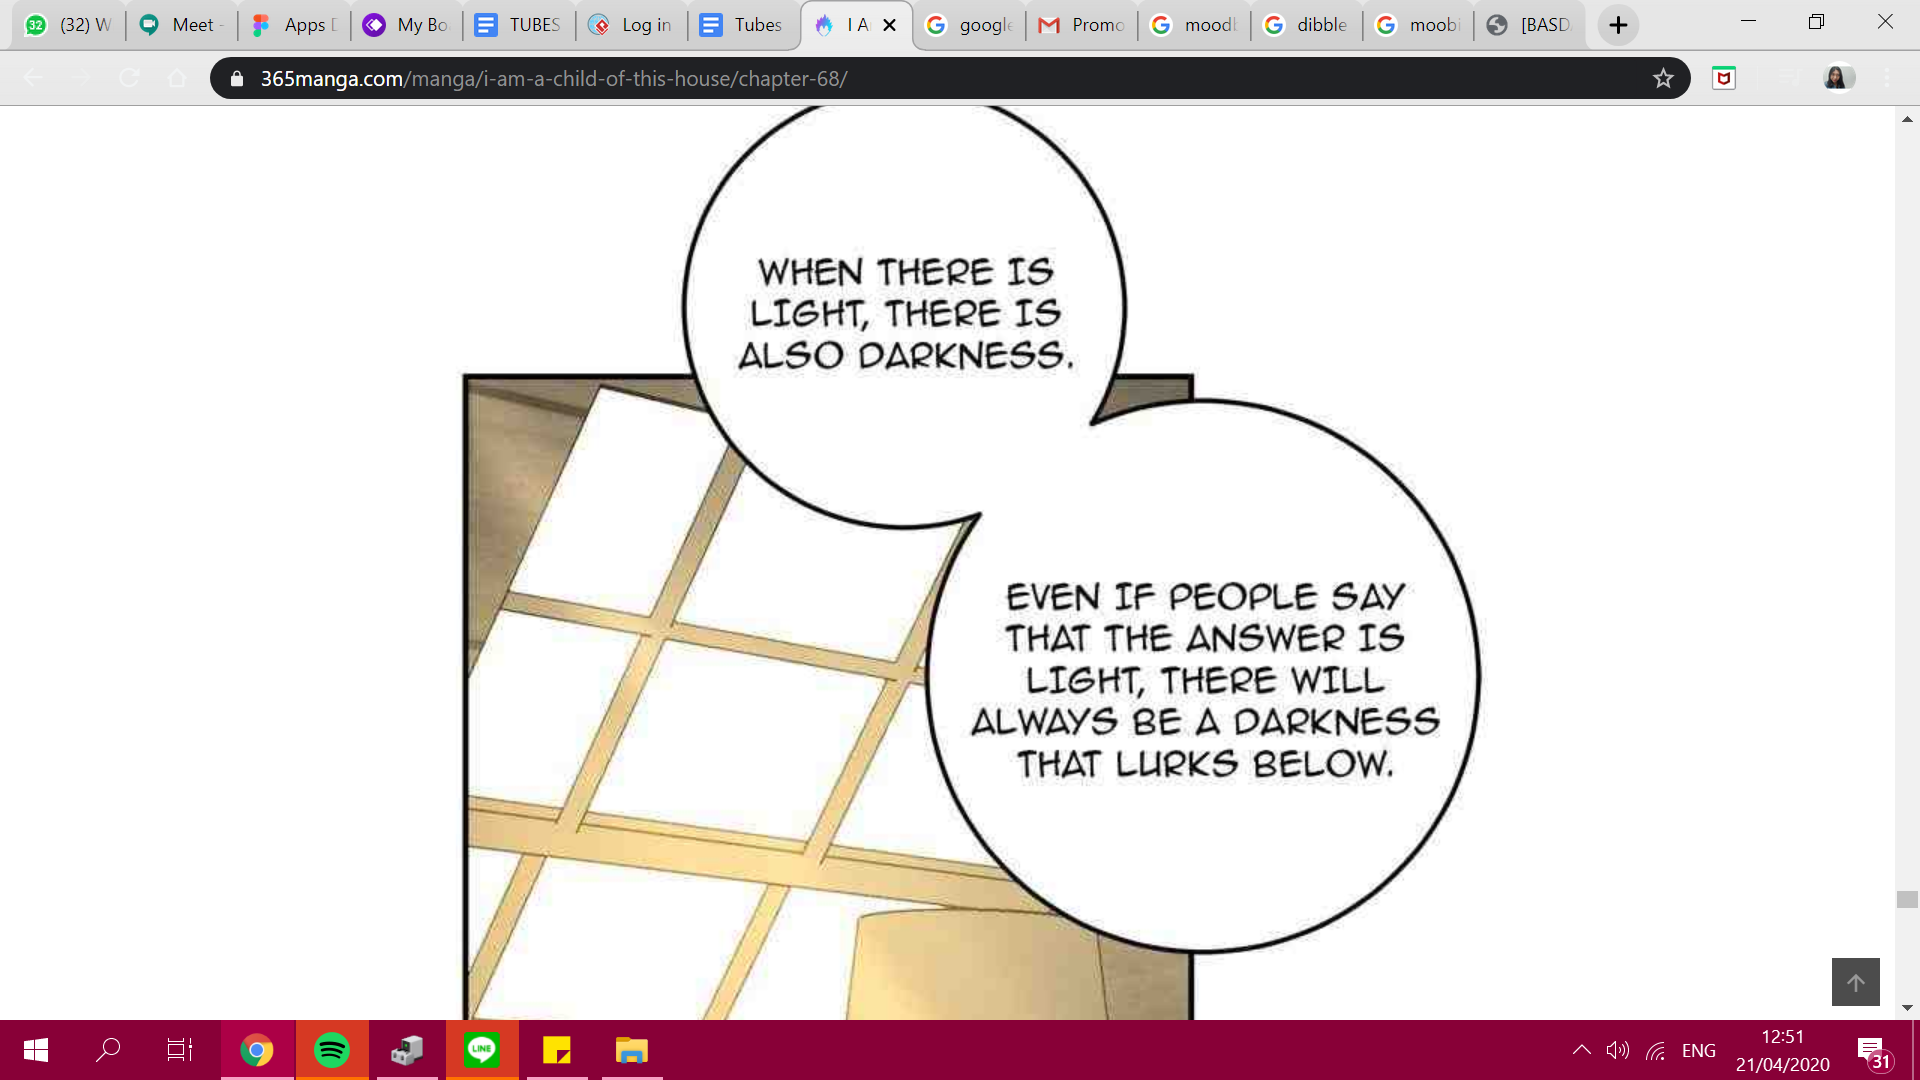 (32) W
Meet -
Apps D
My Bo
TUBES
Log in
Tubes
I A
google
Promo
moodb
dibble
moobi
[BASD
365manga.com/manga/i-am-a-child-of-this-house/chapter-68/
WHEN THERE IS
LIGHT, THERE IS
ALSO DARKNESS.
EVEN IF PEOPLE SAY
THAT THE ANSWER IS
LIGHT, THERE WILL
ALWAYS BE A DARKNESS
THAT LURKS BELOW.
LINE
ENG
12:51
21/04/2020
31